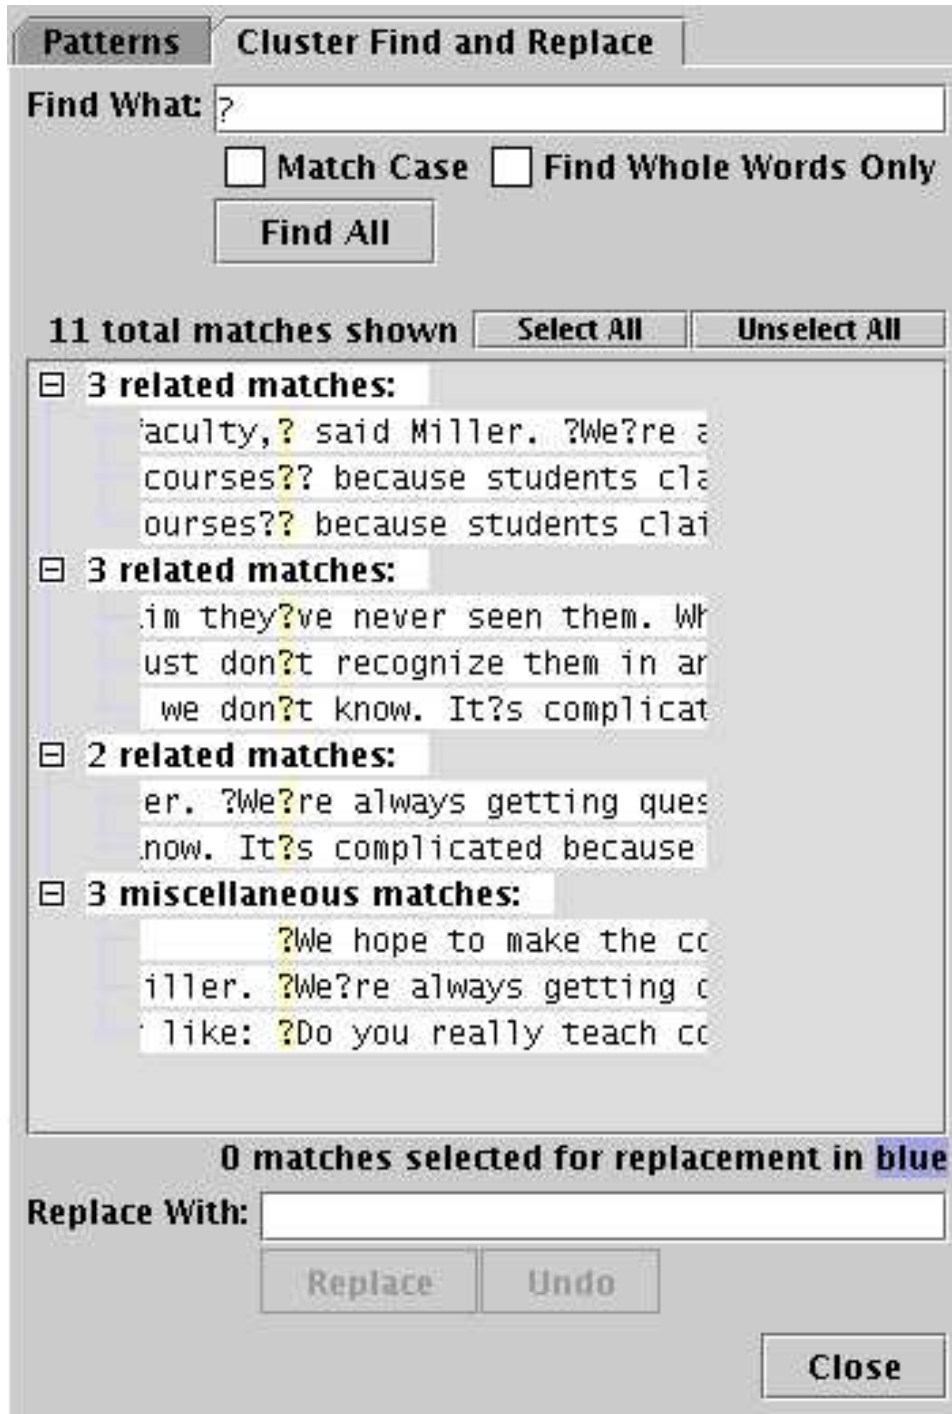 Patterns Cluster Find and Replace
Find What: ?
Match Case Find Whole Words Only
Find All
11 total matches shown Select All Unselect All
3 related matches:
faculty,? said Miller. ?We?re a
courses?? because students cla
ourses?? because students clai
3 related matches:
im they?ve never seen them. Wh
ust don?t recognize them in an
we don?t know. It?s complicat
2 related matches:
er. ?We?re always getting ques
now. It?s complicated because
3 miscellaneous matches:
?We hope to make the co
iller. ?We?re always getting q
like: ?Do you really teach co
0 matches selected for replacement in blue
Replace With:
Replace Undo
Close